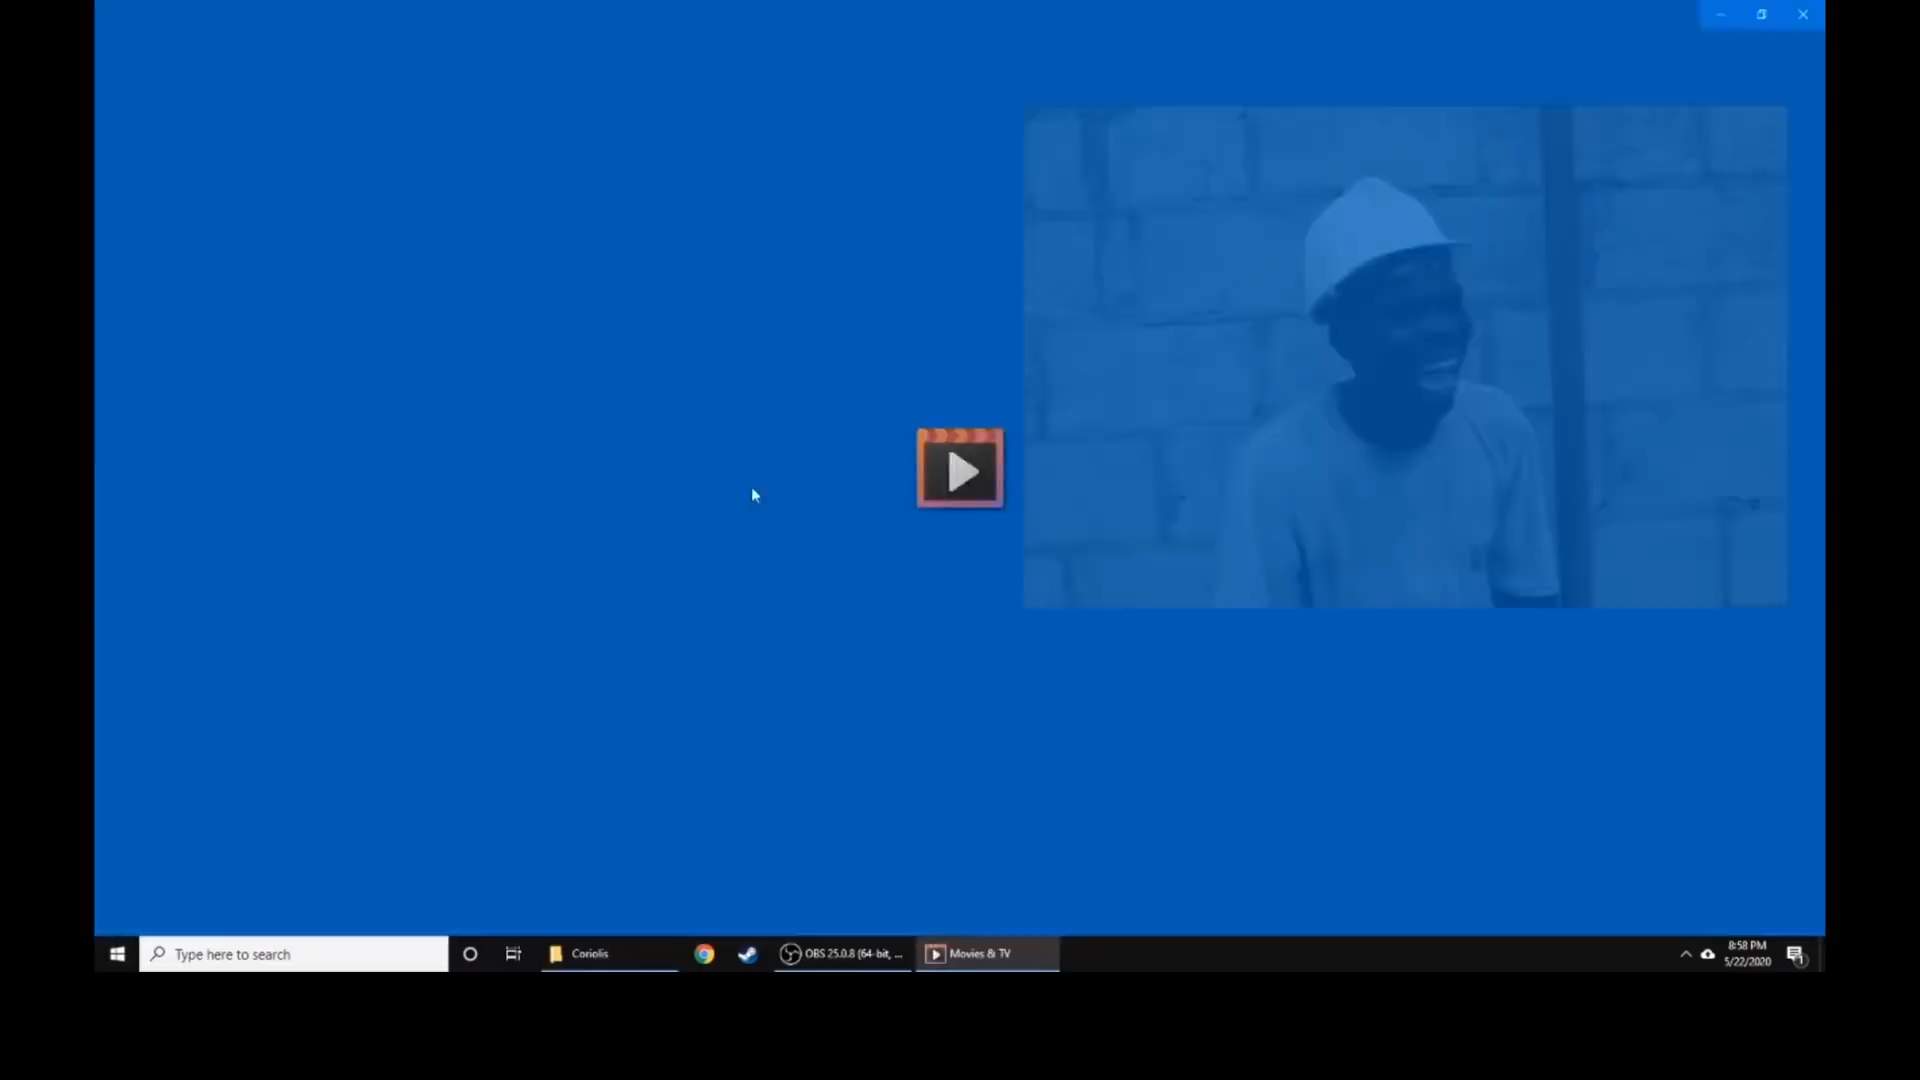 Type here to search
Coriolis
OBS 25.0.8 (64-bit, ...
Movies & TV
8:58 PM
5/22/2020
1